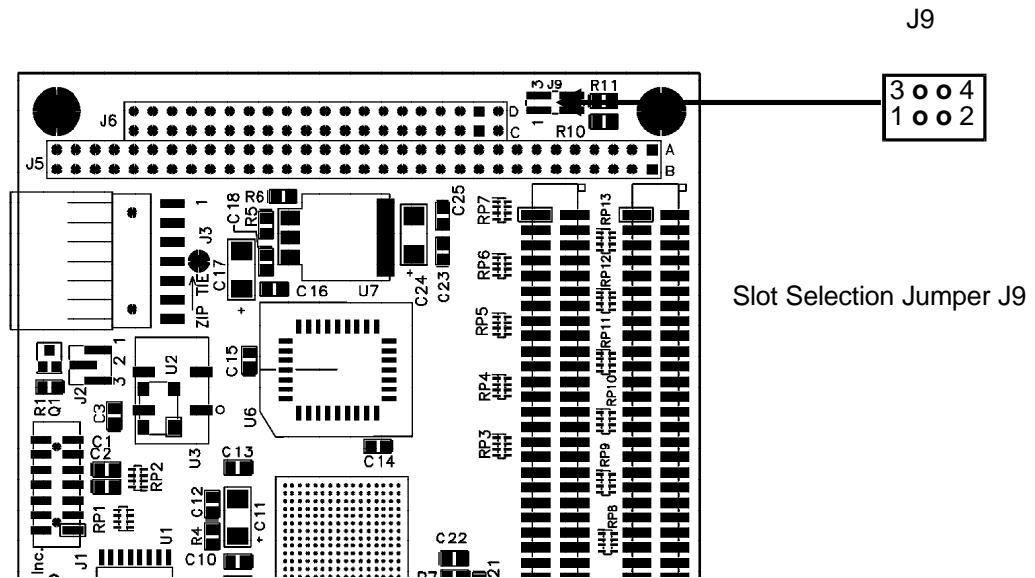 J9
3 4
1 2
Slot Selection Jumper J9
3 J9 R11
1 R10
J6 D
C
J5 A
B
R6
C18
R5
C17
+
C16
U7
C24
+
C25
C23
1
J3
ZIP TIE
RP7
RP6
RP5
RP4
RP3
RP13
RP12
RP11
RP10
RP9
RP8
R1
Q1
J2
1
2
3
C3
U2
O
U3
C15
U6
C14
C1
C2
RP2
RP1
C13
C12
R4
C11
+
C10
U1
J1
Inc.
C22
R7
21